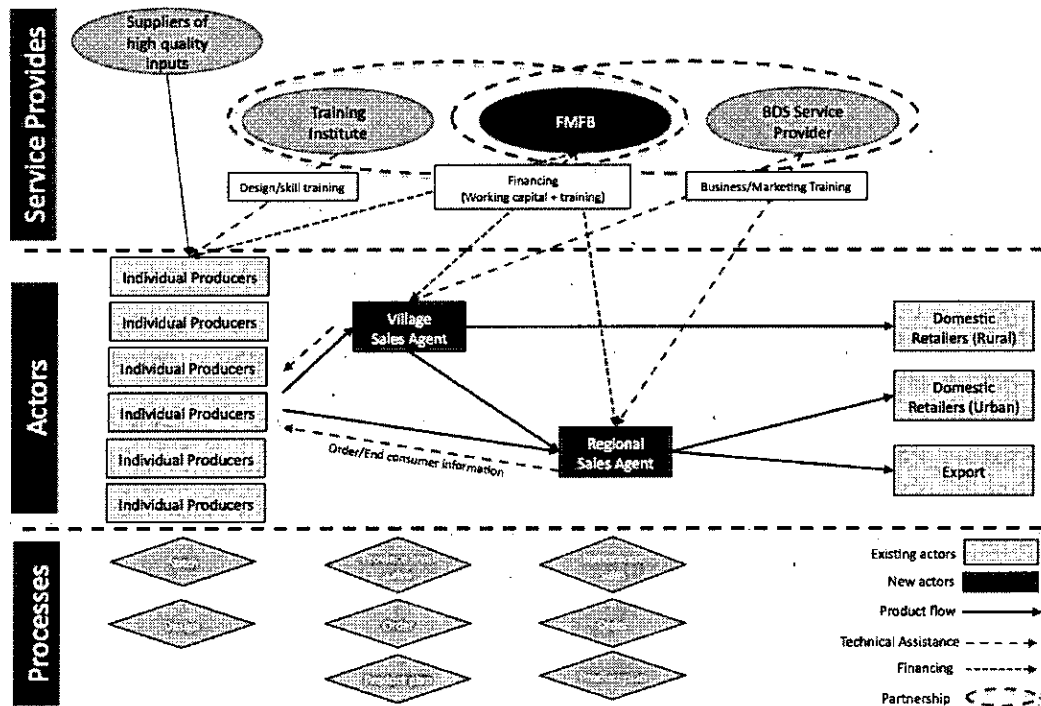 Service Provides
Suppliers of
high quality
Inputs
Training
Institute
FMFB
BDS Service
Provider
Design/skill training
Financing
(Working capital + training)
Business/Marketing Training
Actors
Individual Producers
Individual Producers
Individual Producers
Individual Producers
Individual Producers
Individual Producers
Village
Sales Agent
Regional
Sales Agent
Order/End consumer information
Domestic
Retailers (Rural)
Domestic
Retailers (Urban)
Export
Processes
Existing actors
New actors
Product flow
Technical Assistance
Financing
Partnership